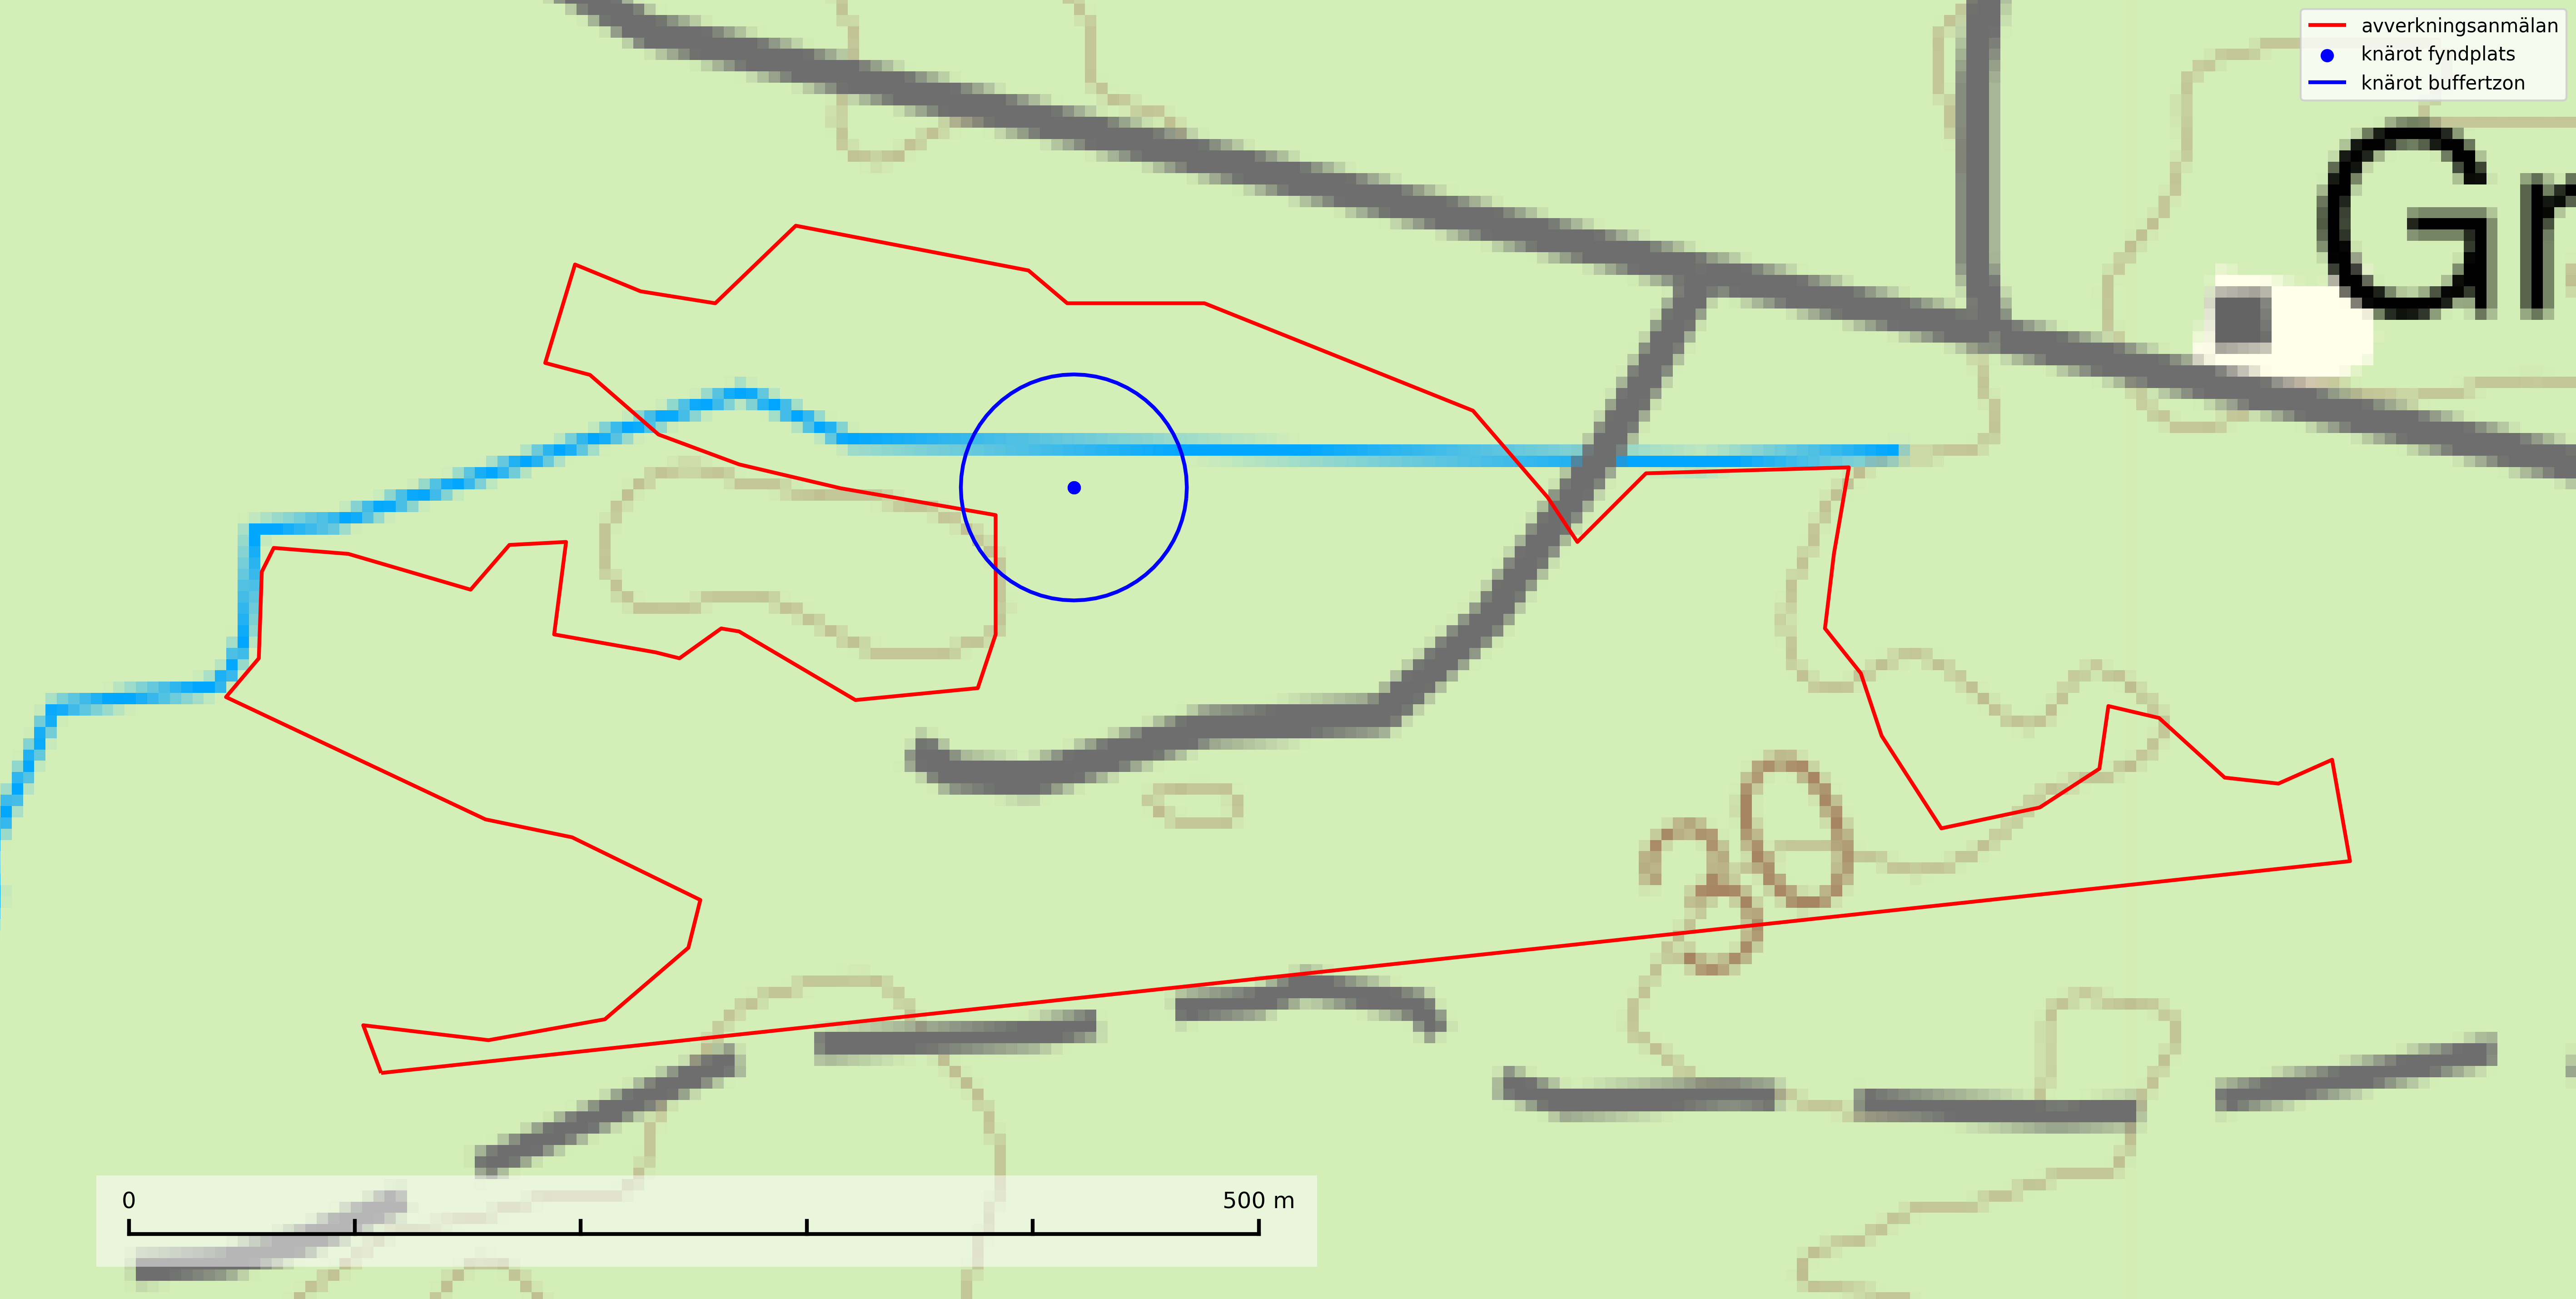 avverkningsanmälan
knärot fyndplats
knärot buffertzon
Gr
30
0 500 m